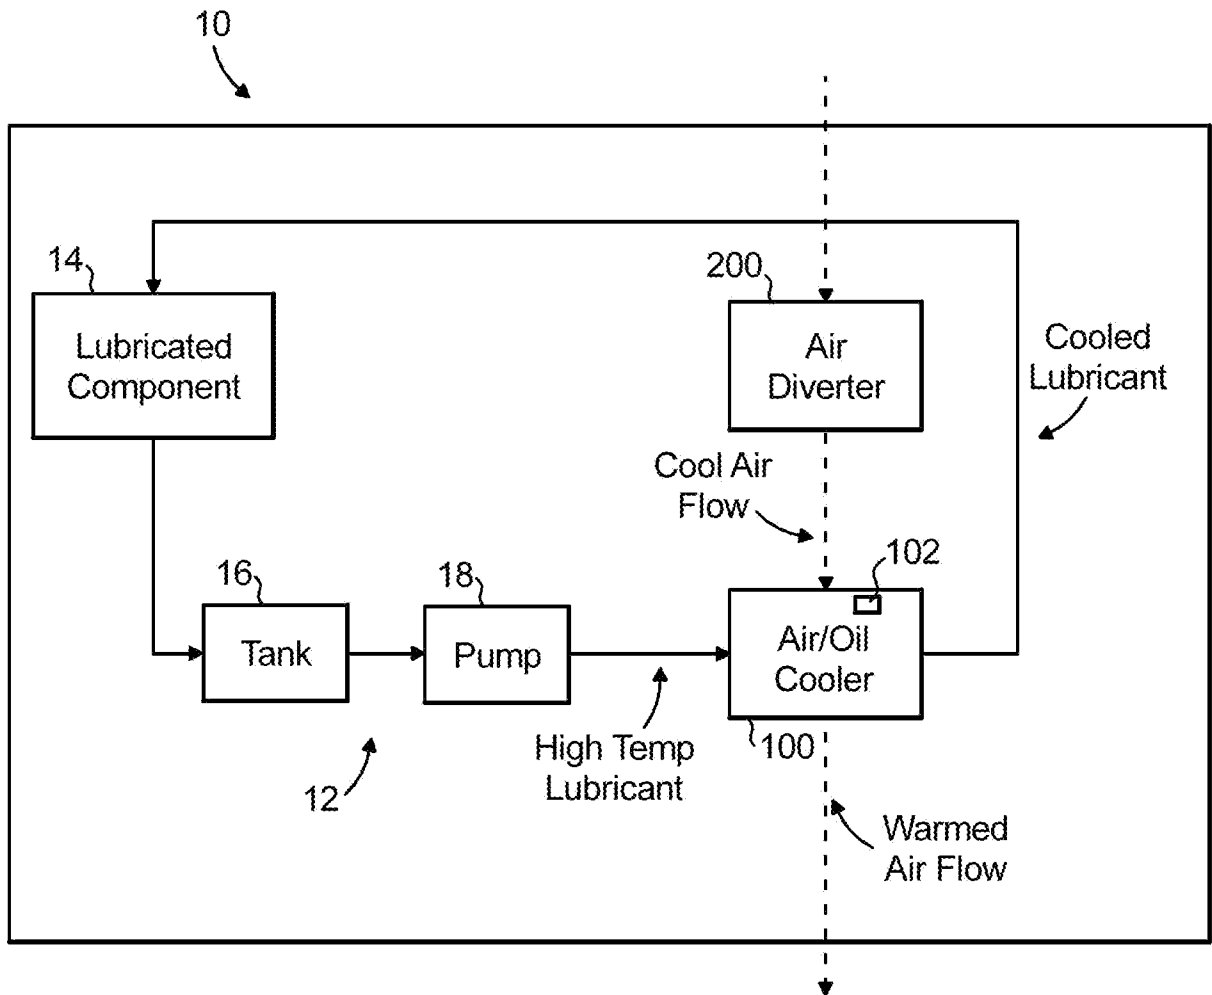 10
14
Lubricated
Component
200
Air
Diverter
Cooled
Lubricant
Cool Air
Flow
102
16
Tank
18
Pump
Air/Oil
Cooler
100
High Temp
Lubricant
12
Warmed
Air Flow